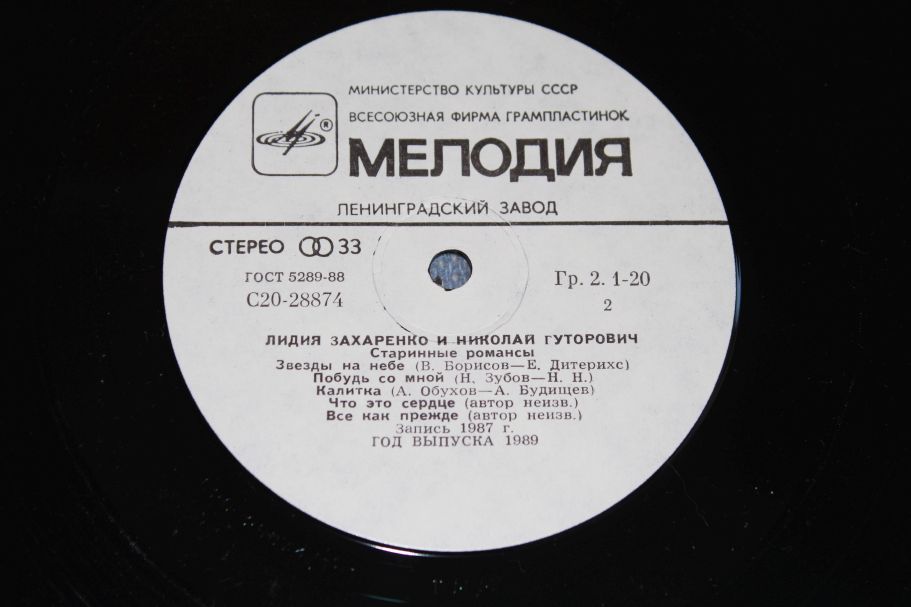 МИНИСТЕРСТВО КУЛЬТУРЫ СССР
ВСЕСОЮЗНАЯ ФИРМА ГРАМПЛАСТИНОК
®
МЕЛОДИЯ
ЛЕНИНГРАДСКИЙ ЗАВОД
СТЕРЕО 33
ГОСТ 5289-88
С20-28874
Гр. 2. 1-20
2
ЛИДИЯ ЗАХАРЕНКО И НИКОЛАЙ ГУТОРОВИЧ
Старинные романсы
Звезды на небе (В. Борисов—Е. Дитерихс)
Побудь со мной (Н. Зубов—Н. Н.)
Калитка (А. Обухов—А. Будищев)
Что это сердце (автор неизв.)
Все как прежде (автор неизв.)
Запись 1987 г.
ГОД ВЫПУСКА 1989